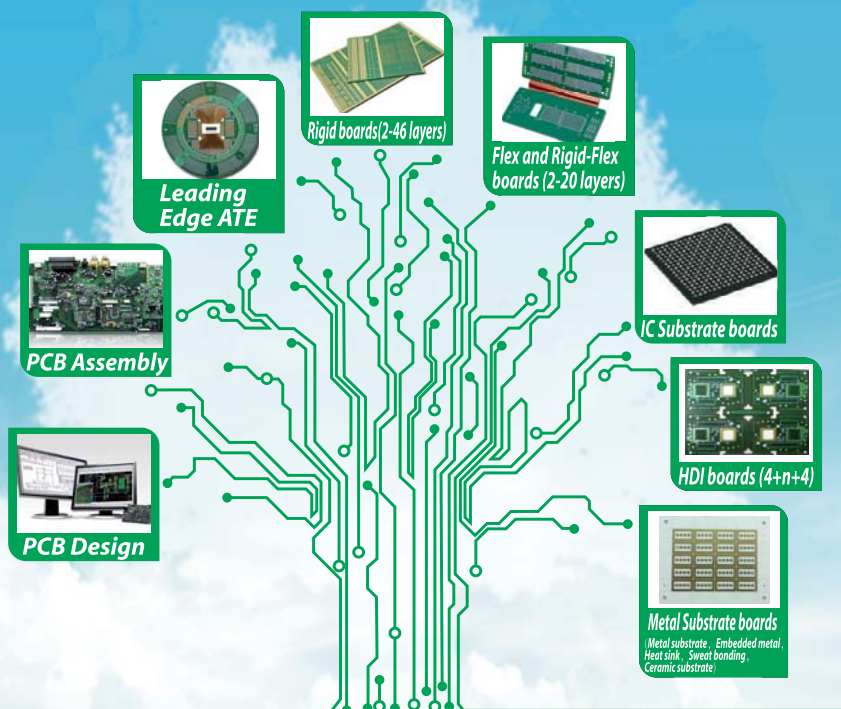 Rigid boards(2-46 layers)
Leading
Edge ATE
Flex and Rigid-Flex
boards (2-20 layers)
IC Substrate boards
PCB Assembly
HDI boards (4+n+4)
PCB Design
Metal Substrate boards
(Metal substrate, Embedded metal,
Heat sink, Sweat bonding,
Ceramic substrate)